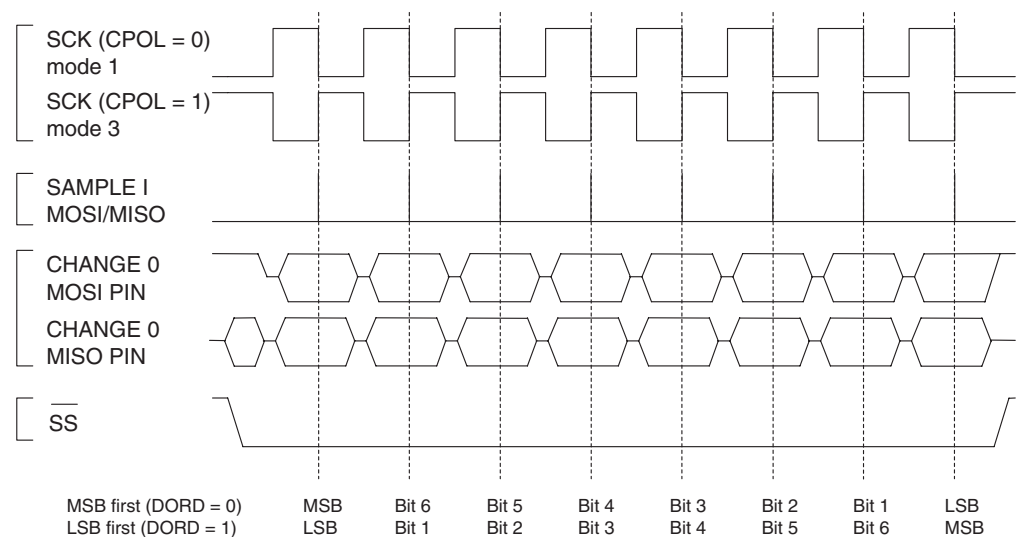 SCK (CPOL = 0)
mode 1
SCK (CPOL = 1)
mode 3
SAMPLE I
MOSI/MISO
CHANGE 0
MOSI PIN
CHANGE 0
MISO PIN
SS
MSB first (DORD = 0) MSB Bit 6 Bit 5 Bit 4 Bit 3 Bit 2 Bit 1 LSB
LSB first (DORD = 1) LSB Bit 1 Bit 2 Bit 3 Bit 4 Bit 5 Bit 6 MSB